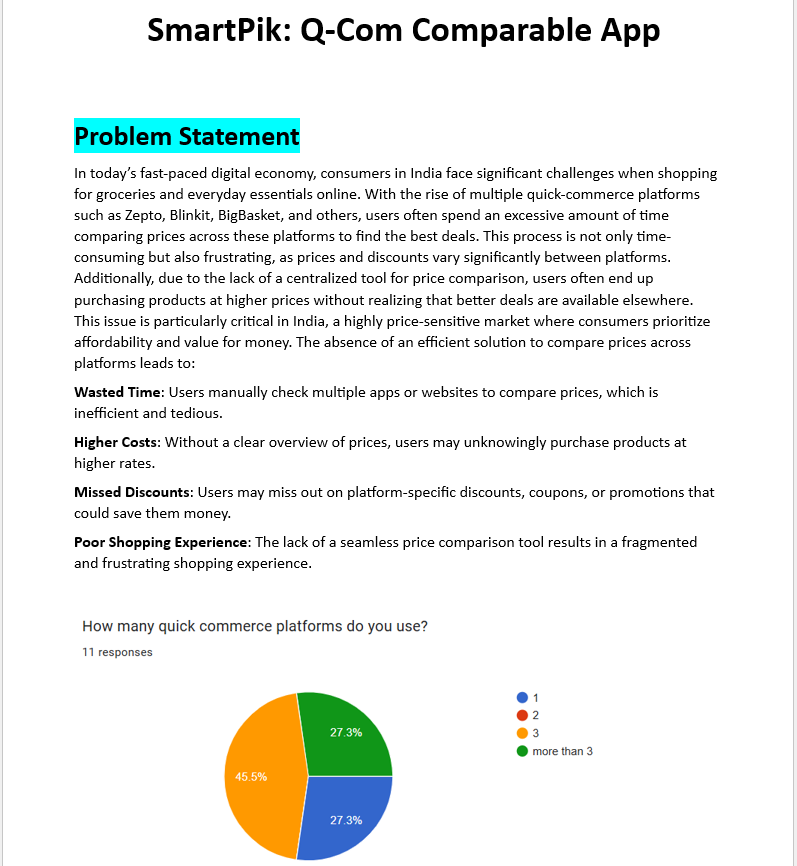 SmartPik: Q-Com Comparable App
Problem Statement
In today’s fast-paced digital economy, consumers in India face significant challenges when shopping
for groceries and everyday essentials online. With the rise of multiple quick-commerce platforms
such as Zepto, Blinkit, BigBasket, and others, users often spend an excessive amount of time
comparing prices across these platforms to find the best deals. This process is not only time-
consuming but also frustrating, as prices and discounts vary significantly between platforms.
Additionally, due to the lack of a centralized tool for price comparison, users often end up
purchasing products at higher prices without realizing that better deals are available elsewhere.
This issue is particularly critical in India, a highly price-sensitive market where consumers prioritize
affordability and value for money. The absence of an efficient solution to compare prices across
platforms leads to:
Wasted Time: Users manually check multiple apps or websites to compare prices, which is
inefficient and tedious.
Higher Costs: Without a clear overview of prices, users may unknowingly purchase products at
higher rates.
Missed Discounts: Users may miss out on platform-specific discounts, coupons, or promotions that
could save them money.
Poor Shopping Experience: The lack of a seamless price comparison tool results in a fragmented
and frustrating shopping experience.
How many quick commerce platforms do you use?
11 responses
27.3%
45.5%
27.3%
1
2
3
more than 3